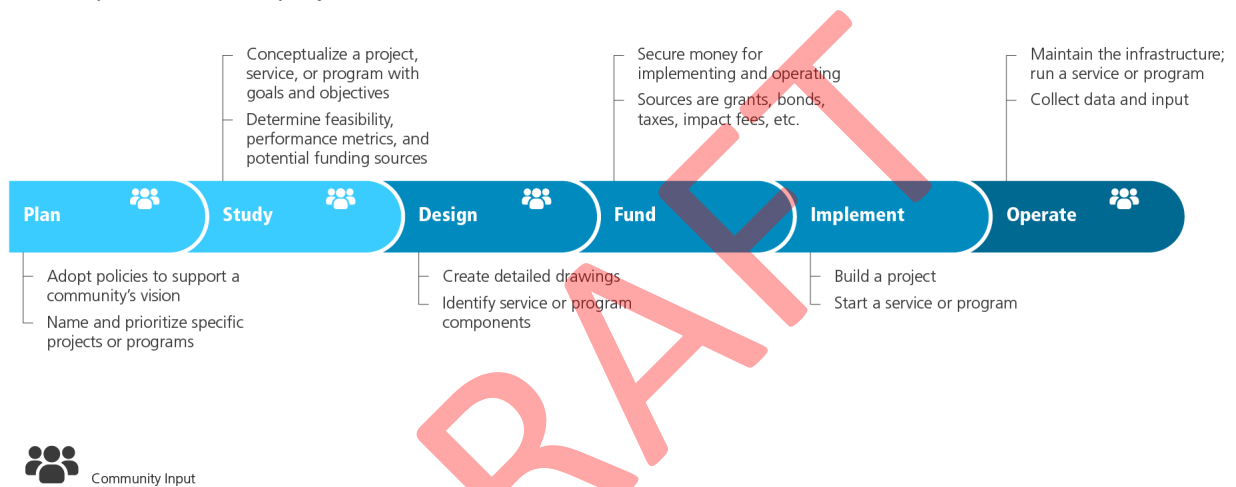 Conceptualize a project,
service, or program with
goals and objectives
Determine feasibility,
performance metrics, and
potential funding sources
Secure money for
implementing and operating
Sources are grants, bonds,
taxes, impact fees, etc.
Maintain the infrastructure;
run a service or program
Collect data and input
Plan
Study
Design
Fund
Implement
Operate
Adopt policies to support a
community’s vision
Name and prioritize specific
projects or programs
Create detailed drawings
Identify service or program
components
Build a project
Start a service or program
Community Input
RAFT